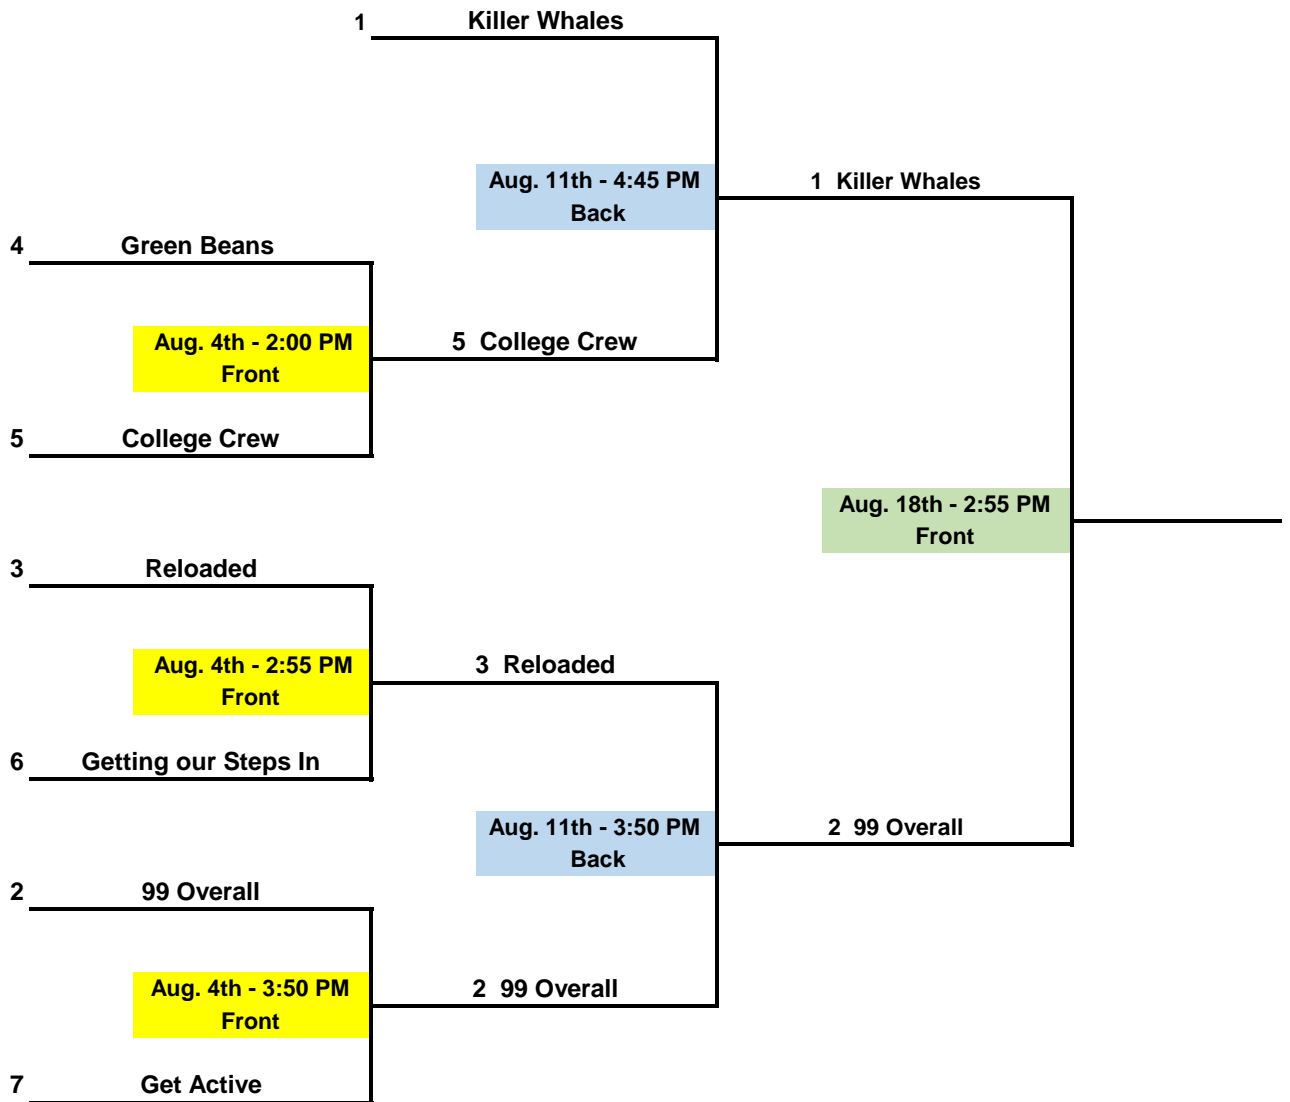 1 Killer Whales
Aug. 11th - 4:45 PM
Back
1 Killer Whales
4 Green Beans
Aug. 4th - 2:00 PM
Front
5 College Crew
5 College Crew
Aug. 18th - 2:55 PM
Front
3 Reloaded
Aug. 4th - 2:55 PM
Front
3 Reloaded
6 Getting our Steps In
Aug. 11th - 3:50 PM
Back
2 99 Overall
2 99 Overall
Aug. 4th - 3:50 PM
Front
2 99 Overall
7 Get Active